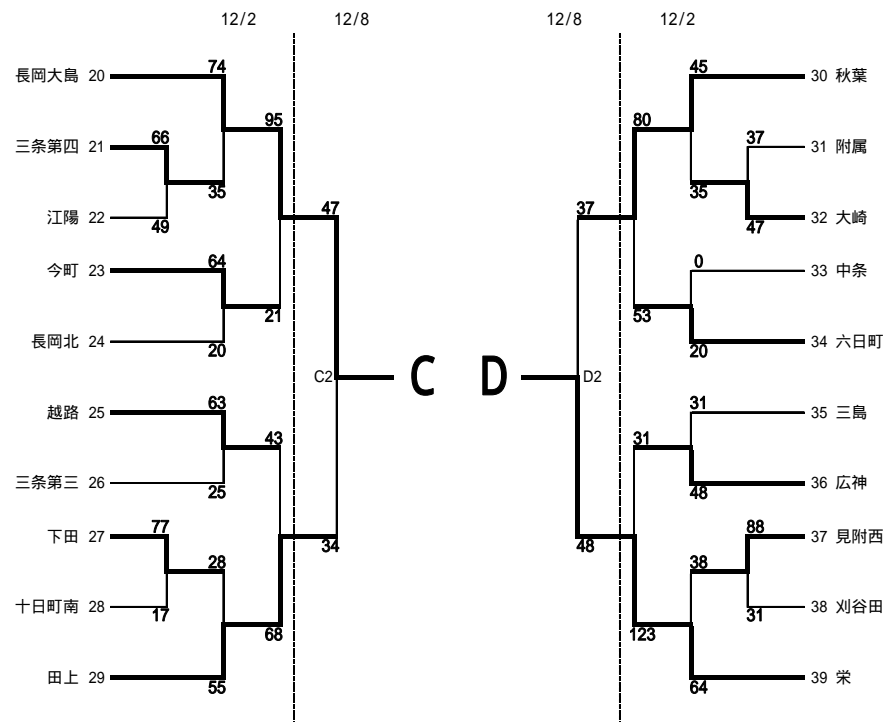 12/2 12/8 12/8 12/2
74 45
長岡大島 20 30 秋葉
95 80
66 37
三条第四 21 31 附属
35 35
47 37
江陽 22 32 大崎
49 47
64 0
今町 23 33 中条
21 53
長岡北 24 34 六日町
20 20
C2 C D D2
63 31
越路 25 35 三島
43 31
三条第三 26 36 広神
25 48
77 88
下田 27 37 見附西
34 48
28 38
十日町南 28 38 刈谷田
17 31
68 123
田上 29 39 栄
55 64